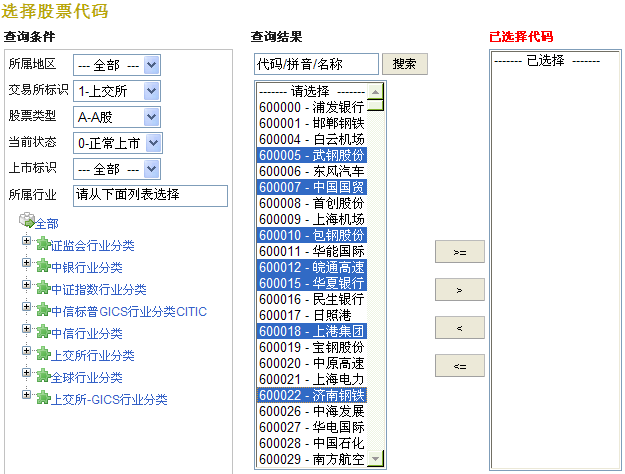 选择股票代码
查询条件
所属地区 --- 全部 ---
交易所标识 1-上交所
股票类型 A-A股
当前状态 0-正常上市
上市标识 --- 全部 ---
所属行业 请从下面列表选择
全部
证监会行业分类
中银行业分类
中证指数行业分类
中信标普GICS行业分类CITIC
中信行业分类
上交所行业分类
全球行业分类
上交所-GICS行业分类
查询结果
代码/拼音/名称 搜索
------- 请选择 -------
600000 - 浦发银行
600001 - 邯郸钢铁
600004 - 白云机场
600005 - 武钢股份
600006 - 东风汽车
600007 - 中国国贸
600008 - 首创股份
600009 - 上海机场
600010 - 包钢股份
600011 - 华能国际
600012 - 皖通高速
600015 - 华夏银行
600016 - 民生银行
600017 - 日照港
600018 - 上港集团
600019 - 宝钢股份
600020 - 中原高速
600021 - 上海电力
600022 - 济南钢铁
600026 - 中海发展
600027 - 华电国际
600028 - 中国石化
600029 - 南方航空
>=
>
<
<=
已选择代码
------- 已选择 -------